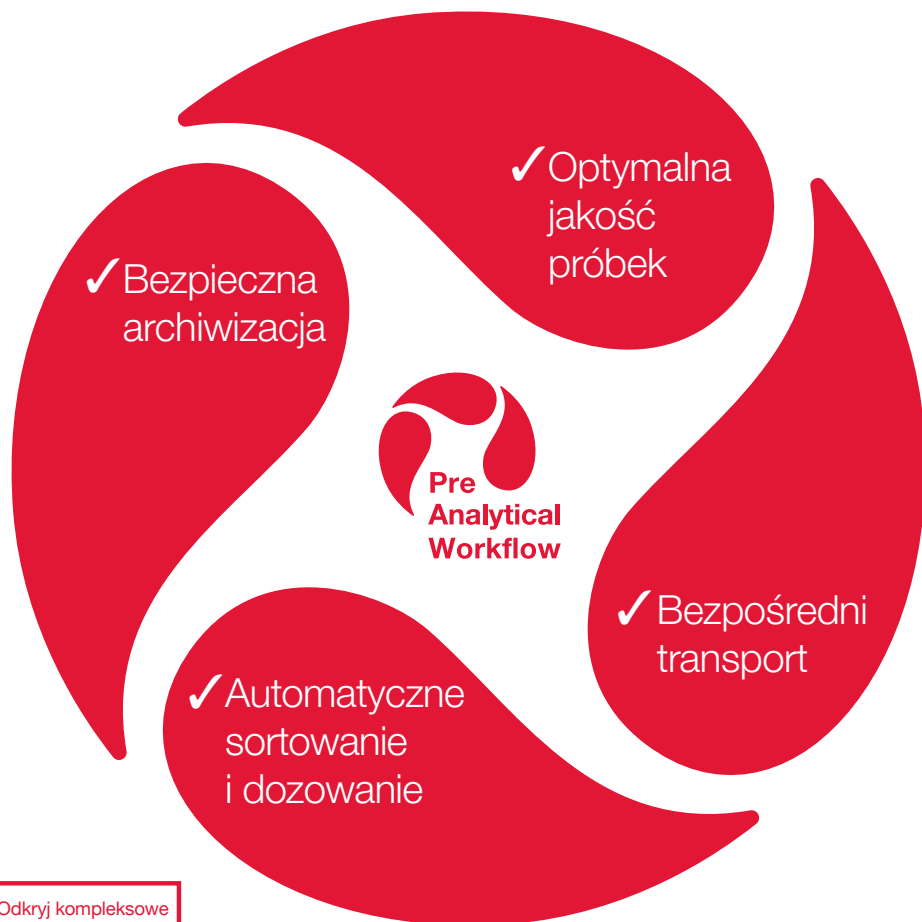 ✓Optymalna
jakość
próbek
✓Bezpieczna
archiwizacja
Pre
Analytical
Workflow
✓Bezpośredni
transport
✓Automatyczne
sortowanie
i dozowanie
Odkryj kompleksowe